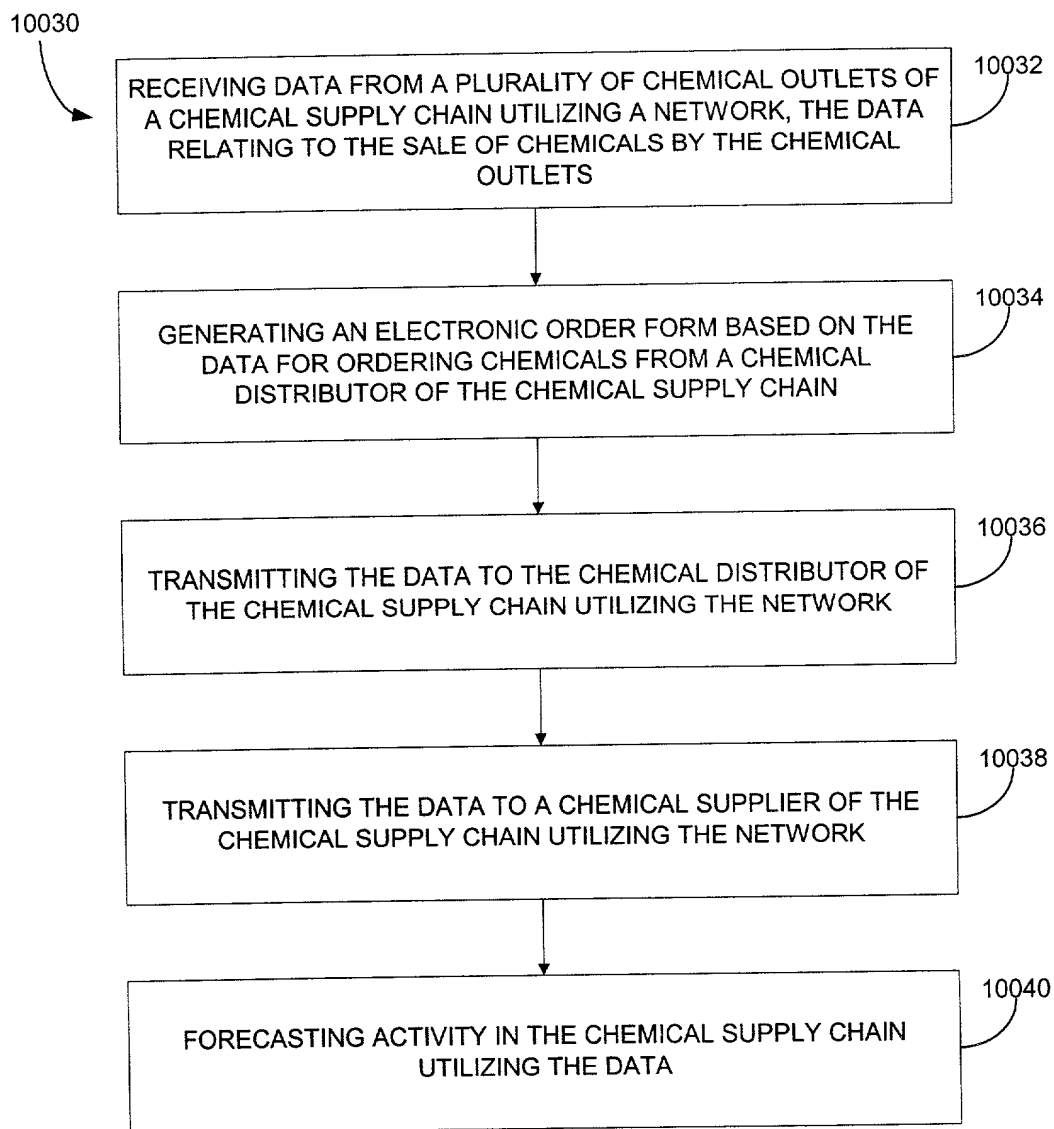 10030
RECEIVING DATA FROM A PLURALITY OF CHEMICAL OUTLETS OF
A CHEMICAL SUPPLY CHAIN UTILIZING A NETWORK, THE DATA
RELATING TO THE SALE OF CHEMICALS BY THE CHEMICAL
OUTLETS
10032
GENERATING AN ELECTRONIC ORDER FORM BASED ON THE
DATA FOR ORDERING CHEMICALS FROM A CHEMICAL
DISTRIBUTOR OF THE CHEMICAL SUPPLY CHAIN
10034
TRANSMITTING THE DATA TO THE CHEMICAL DISTRIBUTOR OF
THE CHEMICAL SUPPLY CHAIN UTILIZING THE NETWORK
10036
TRANSMITTING THE DATA TO A CHEMICAL SUPPLIER OF THE
CHEMICAL SUPPLY CHAIN UTILIZING THE NETWORK
10038
FORECASTING ACTIVITY IN THE CHEMICAL SUPPLY CHAIN
UTILIZING THE DATA
10040